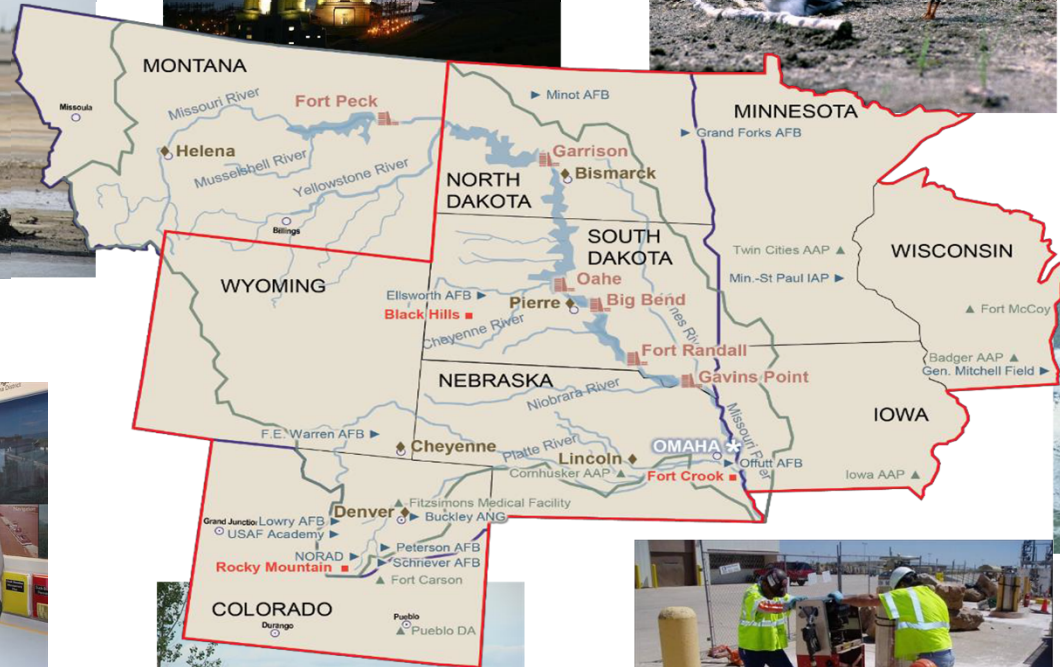 MONTANA
Missouri River
Fort Peck
Missoula
Helena
Musselshell River
Yellowstone River
Billings
Minot AFB
Garrison
Bismarck
NORTH
DAKOTA
MINNESOTA
Grand Forks AFB
SOUTH
DAKOTA
Twin Cities AAP
Min.-St Paul IAP
WISCONSIN
Fort McCoy
Badger AAP
Gen. Mitchell Field
WYOMING
Ellsworth AFB
Black Hills
Oahe
Pierre
Big Bend
Cheyenne River
Fort Randall
Gavins Point
NEBRASKA
Niobrara River
Missouri River
IOWA
F.E. Warren AFB
Cheyenne
Platte River
OMAHA
Lincoln
Offutt AFB
Cornhusker AAP
Fort Crook
Iowa AAP
Fitzsimons Medical Facility
Denver
Buckley ANG
Grand Junctio
Lowry AFB
USAF Academy
Peterson AFB
NORAD
Schriever AFB
Rocky Mountain
Fort Carson
COLORADO
Durango
Pueblo
Pueblo DA